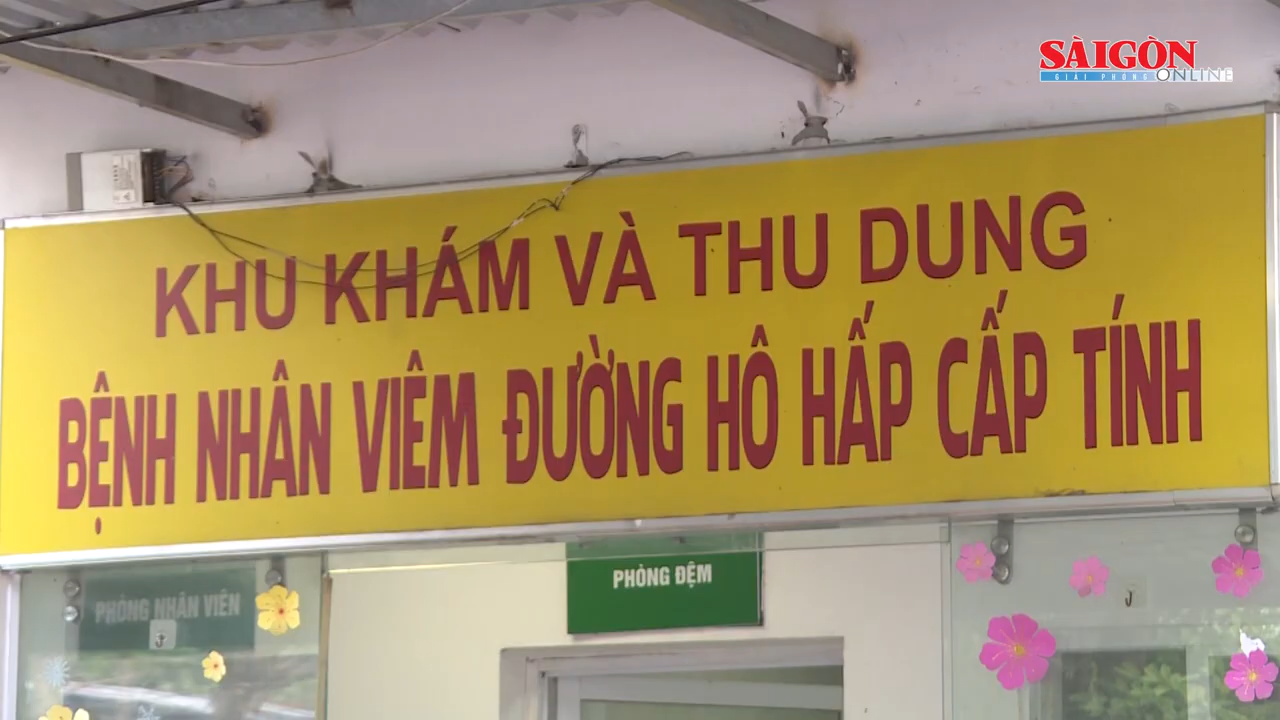 SÀIGÒN
GIẢI PHÓNG ONLINE
KHU KHÁM VÀ THU DUNG
BỆNH NHÂN VIÊM ĐƯỜNG HÔ HẤP CẤP TÍNH
PHÒNG ĐỆM
PHÒNG NHÂN VIÊN